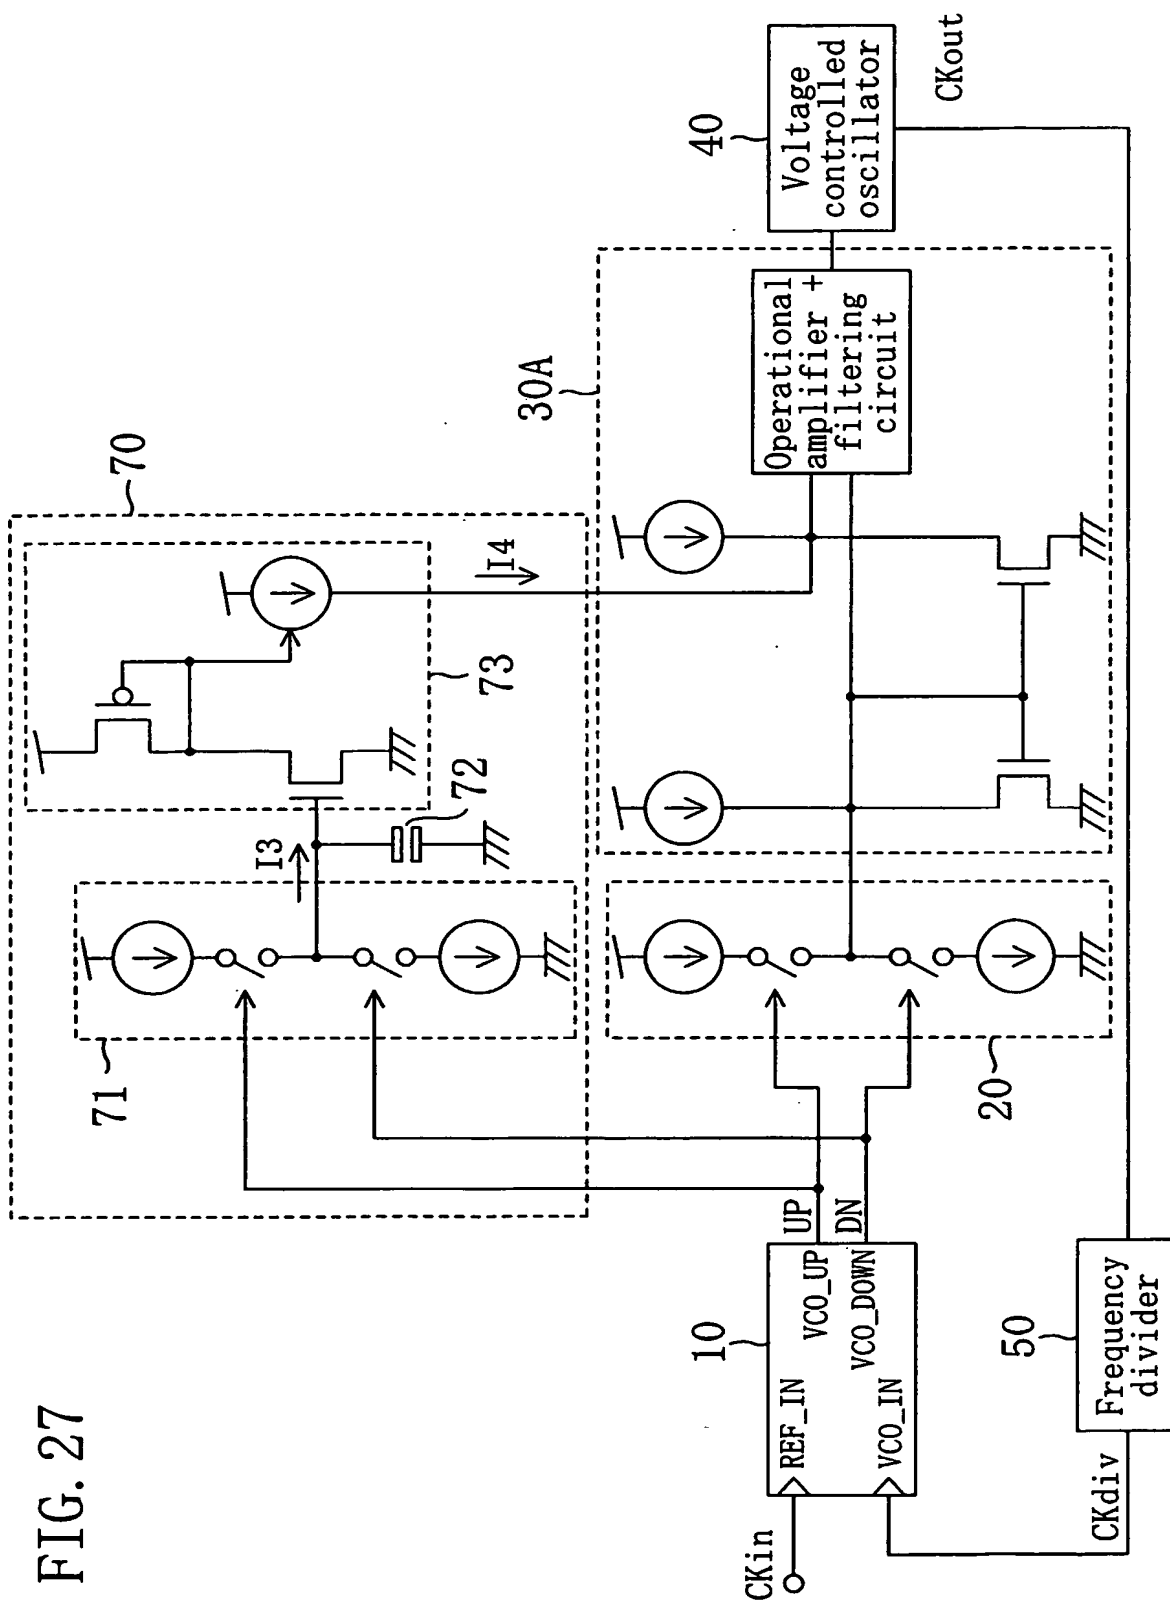 FIG. 27
70
73
I4
I3
72
71
30A
Operational
amplifier +
filtering
circuit
40
Voltage
controlled
oscillator
CKout
20
UP
DN
10
REF_IN
VCO_UP
VCO_DOWN
VCO_IN
CKin
CKdiv
50
Frequency
divider